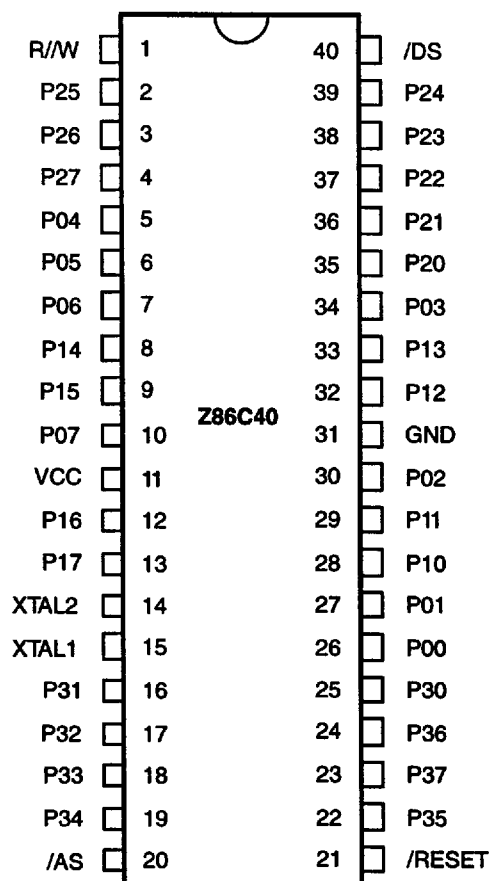 R//W 1 40 /DS
P25 2 39 P24
P26 3 38 P23
P27 4 37 P22
P04 5 36 P21
P05 6 35 P20
P06 7 34 P03
P14 8 33 P13
P15 9 32 P12
Z86C40
P07 10 31 GND
VCC 11 30 P02
P16 12 29 P11
P17 13 28 P10
XTAL2 14 27 P01
XTAL1 15 26 P00
P31 16 25 P30
P32 17 24 P36
P33 18 23 P37
P34 19 22 P35
/AS 20 21 /RESET